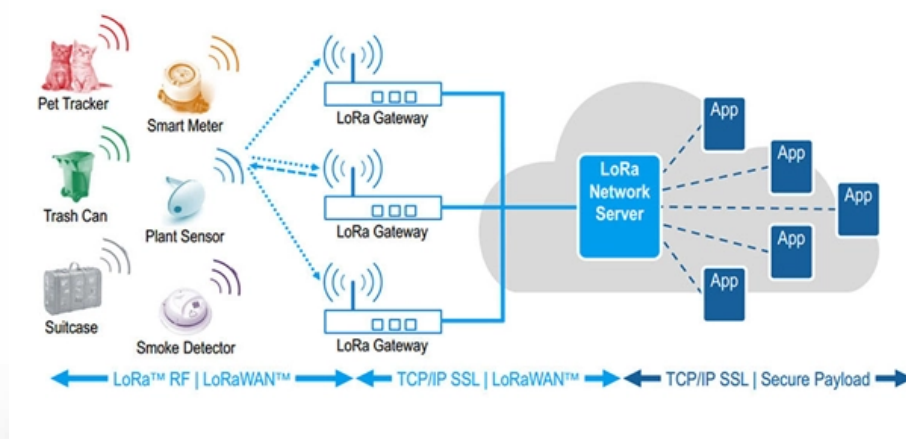 Pet Tracker
Smart Meter
Trash Can
Plant Sensor
Suitcase
Smoke Detector
LoRa Gateway
LoRa Gateway
LoRa Gateway
LoRa
Network
Server
App
App
App
App
App
LoRa™ RF | LoRaWAN™
TCP/IP SSL | LoRaWAN™
TCP/IP SSL | Secure Payload